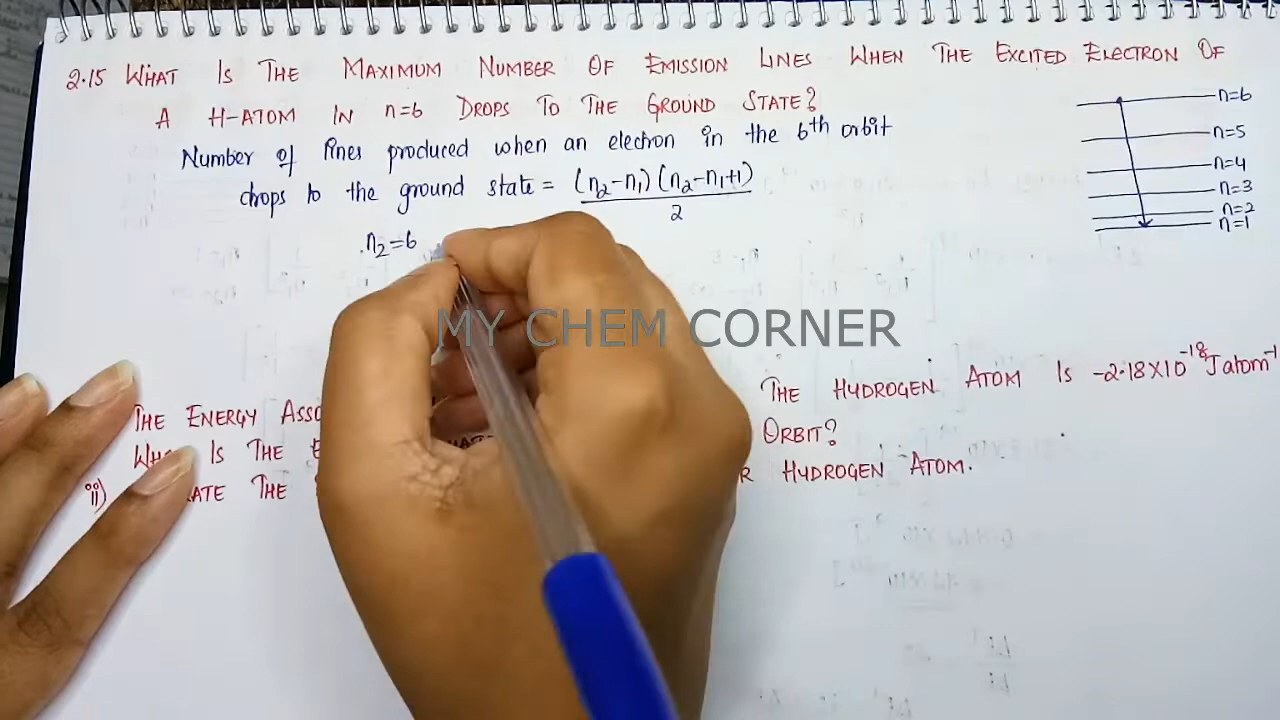 2.15 WHAT IS THE MAXIMUM NUMBER OF EMISSION LINES WHEN THE EXCITED ELECTRON OF
A H-ATOM IN n=6 DROPS TO THE GROUND STATE?
Number of lines produced when an electron in the 6th orbit
drops to the ground state = (n2-n1)(n2-n1+1)
2
n2=6
n=6
n=5
n=4
n=3
n=2
n=1
MY CHEM CORNER
THE ENERGY THE HYDROGEN ATOM IS -2.18X10-18 J atom-1
IS THE ORBIT?
ii) THE HYDROGEN ATOM.